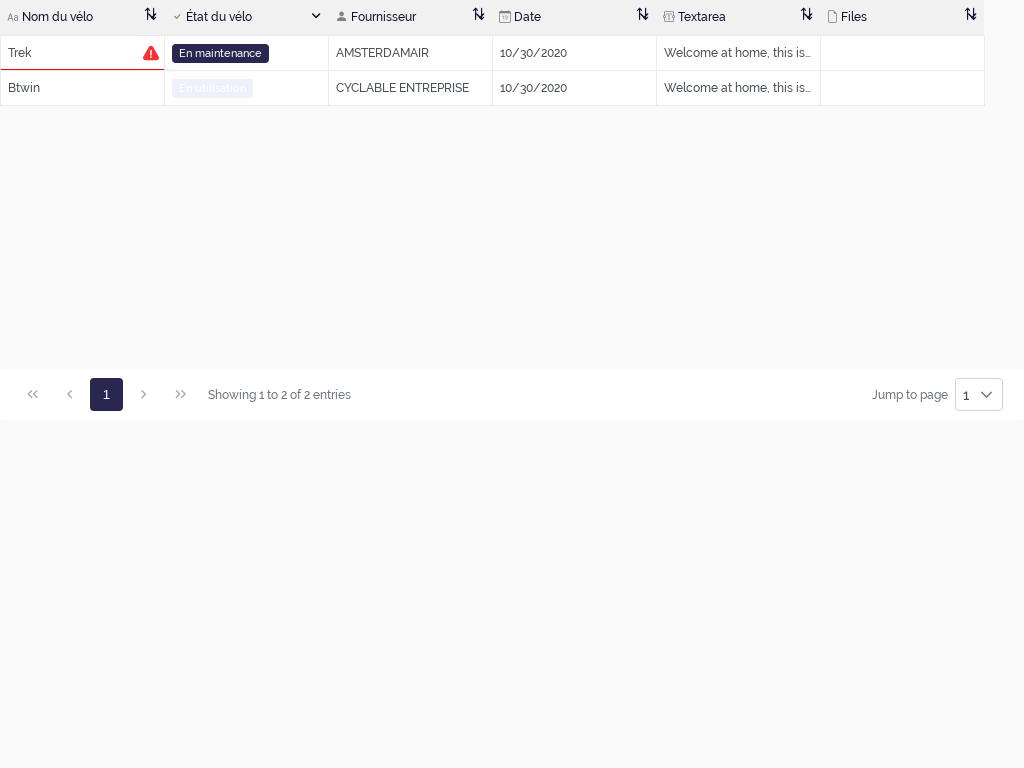 Aa Nom du vélo État du vélo Fournisseur Date Textarea Files
Trek En maintenance AMSTERDAMAIR 10/30/2020 Welcome at home, this is...
Btwin En utilisation CYCLABLE ENTREPRISE 10/30/2020 Welcome at home, this is...
1 Showing 1 to 2 of 2 entries Jump to page 1